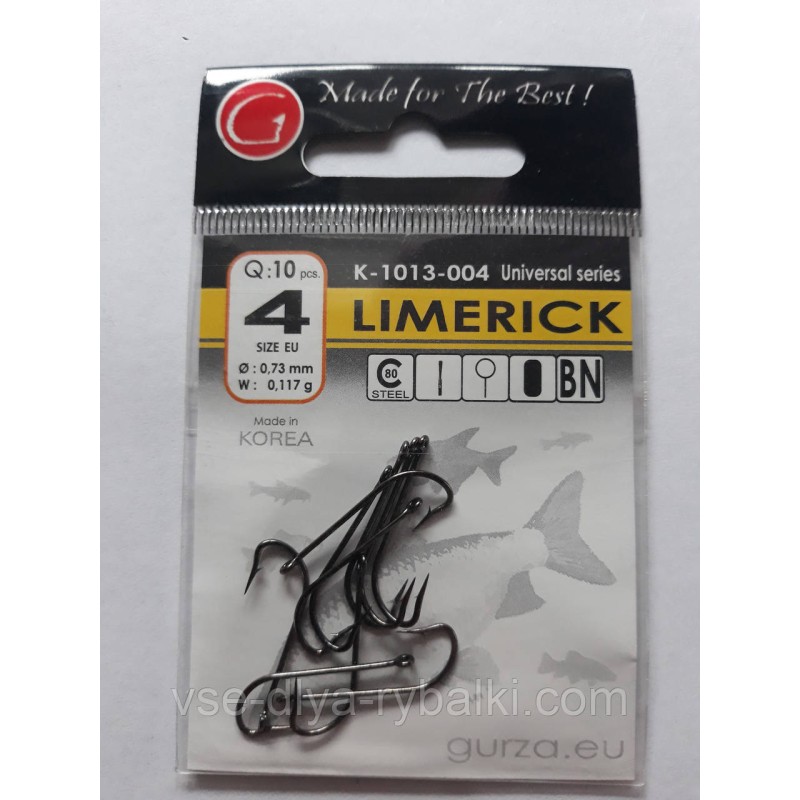 G
Made for The Best !
Q:10 pcs.
4
SIZE EU
Ø : 0,73 mm
W : 0,117 g
K-1013-004 Universal series
LIMERICK
C 80 STEEL
BN
Made in
KOREA
vse-dlya-rybalki.com
gurza.eu